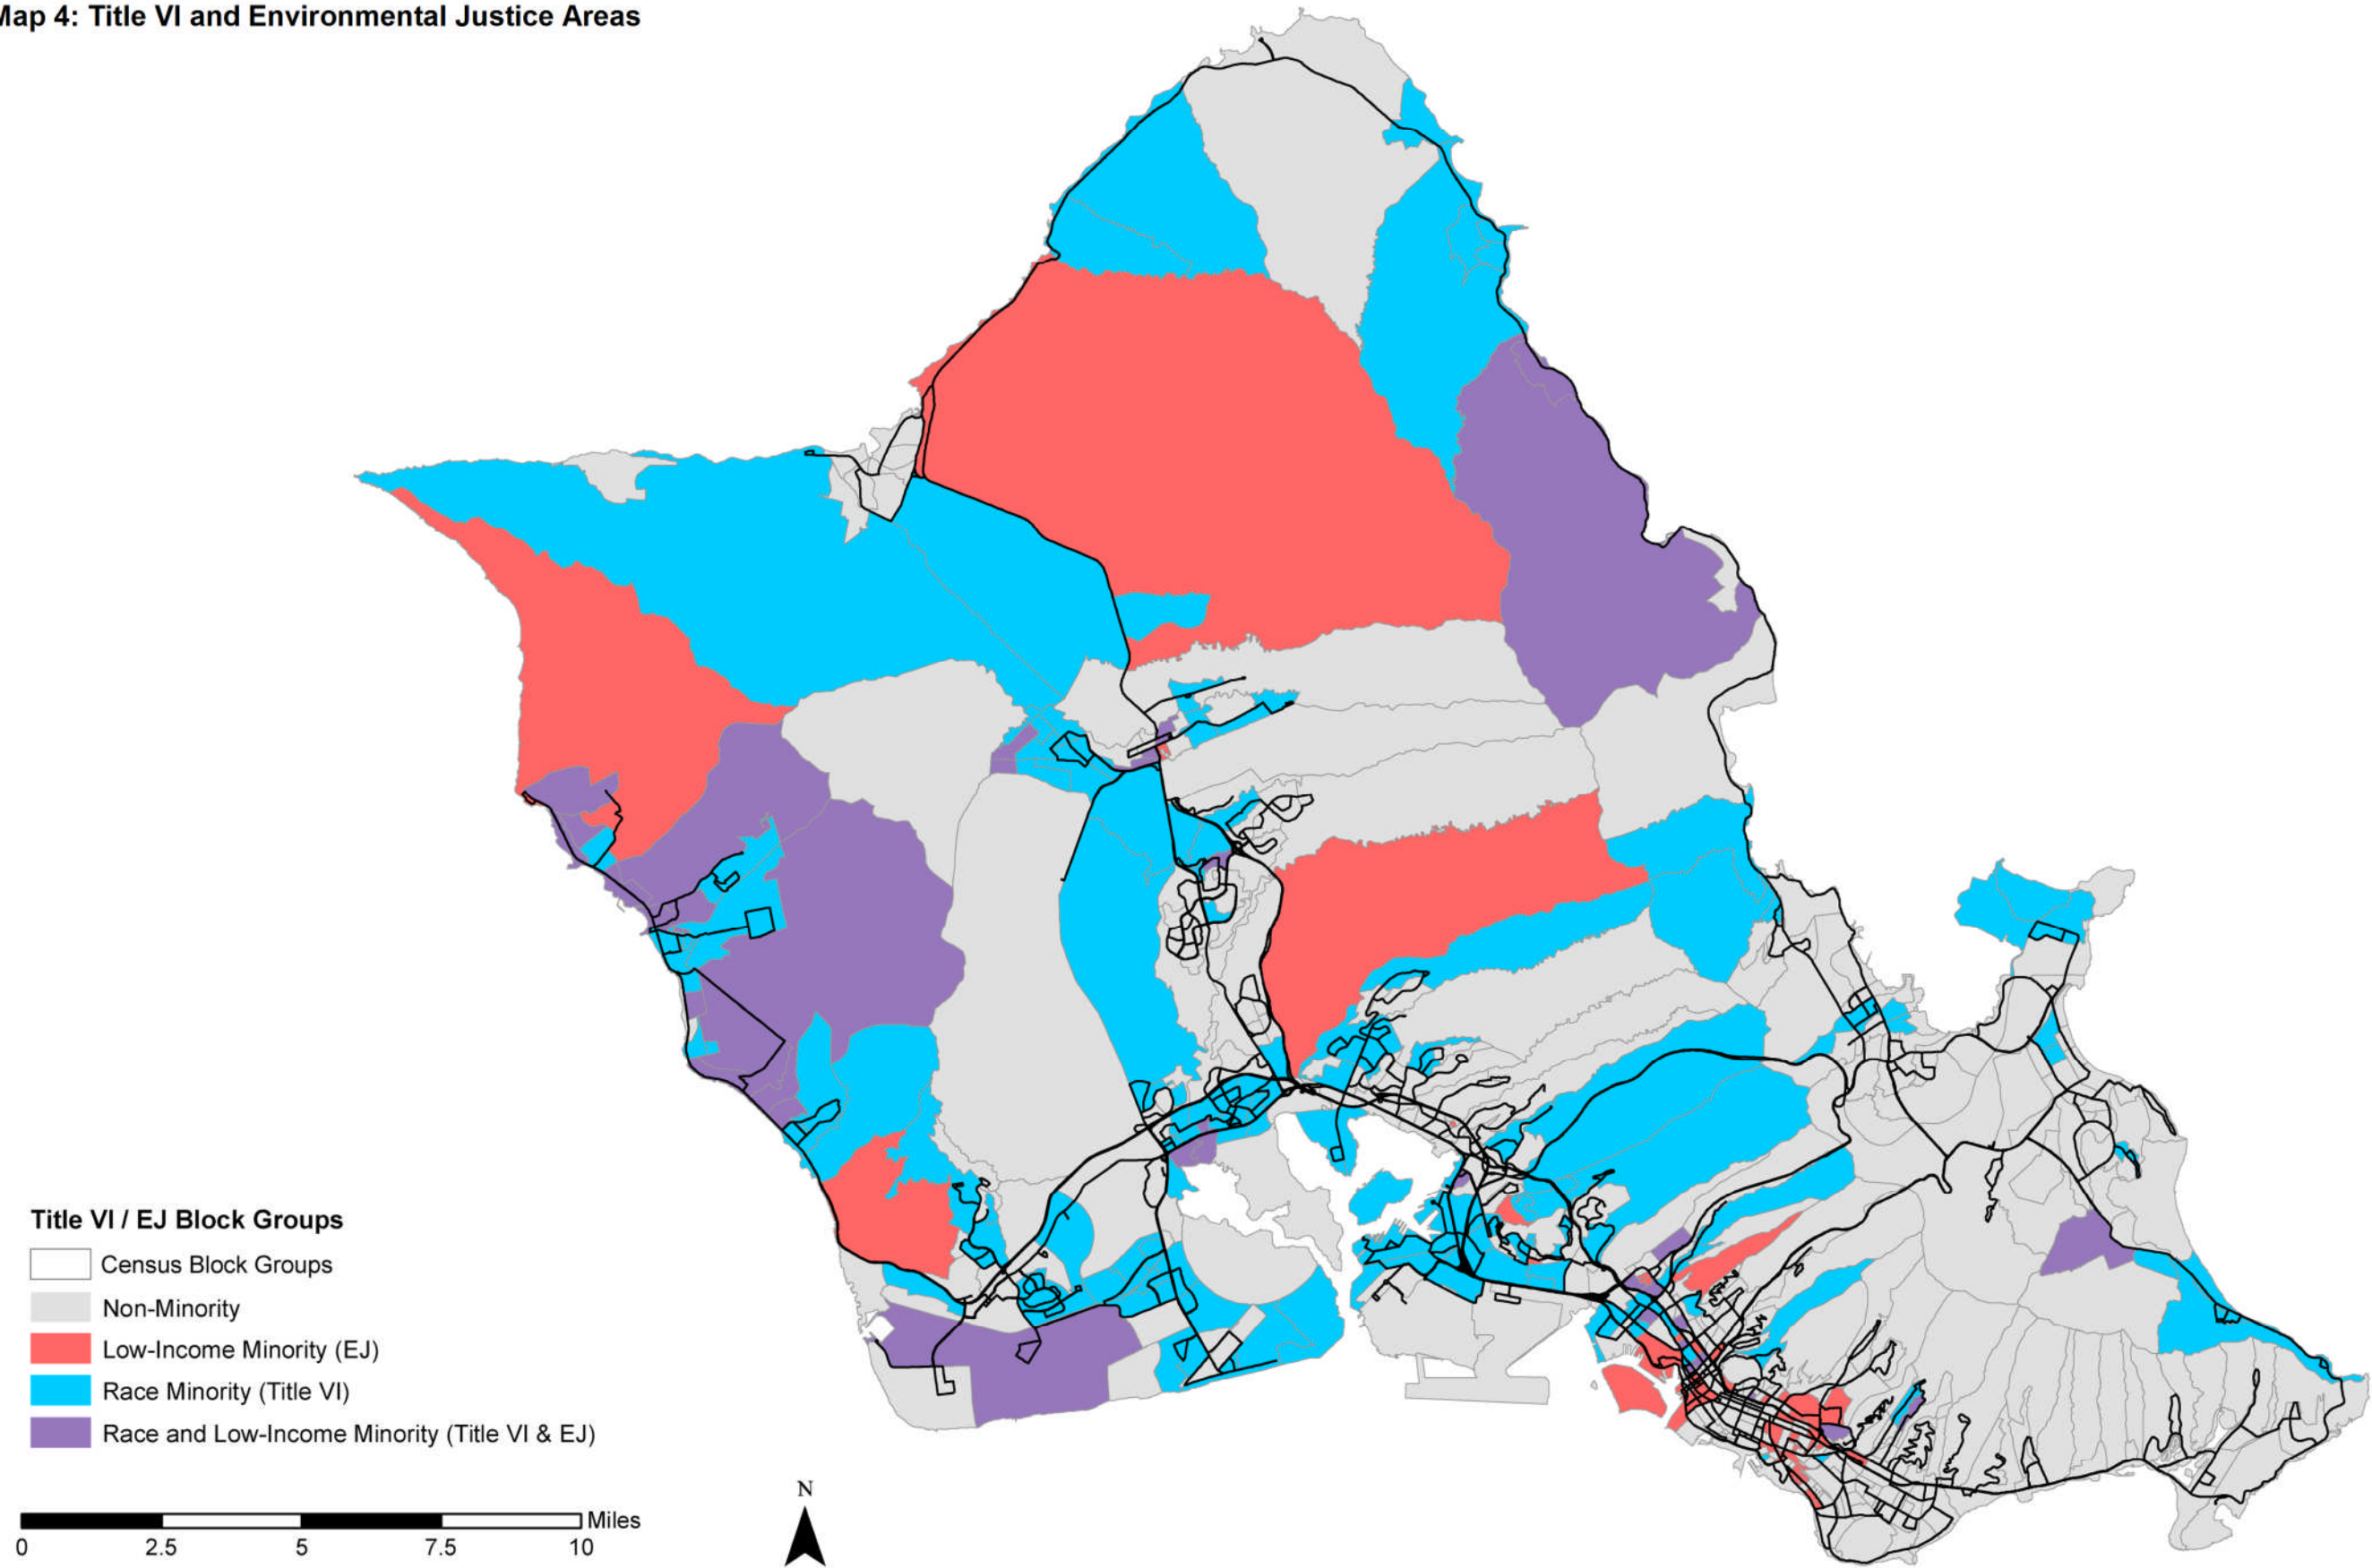 Map 4: Title VI and Environmental Justice Areas
Title VI / EJ Block Groups
Census Block Groups
Non-Minority
Low-Income Minority (EJ)
Race Minority (Title VI)
Race and Low-Income Minority (Title VI & EJ)
N
Miles
0 2.5 5 7.5 10